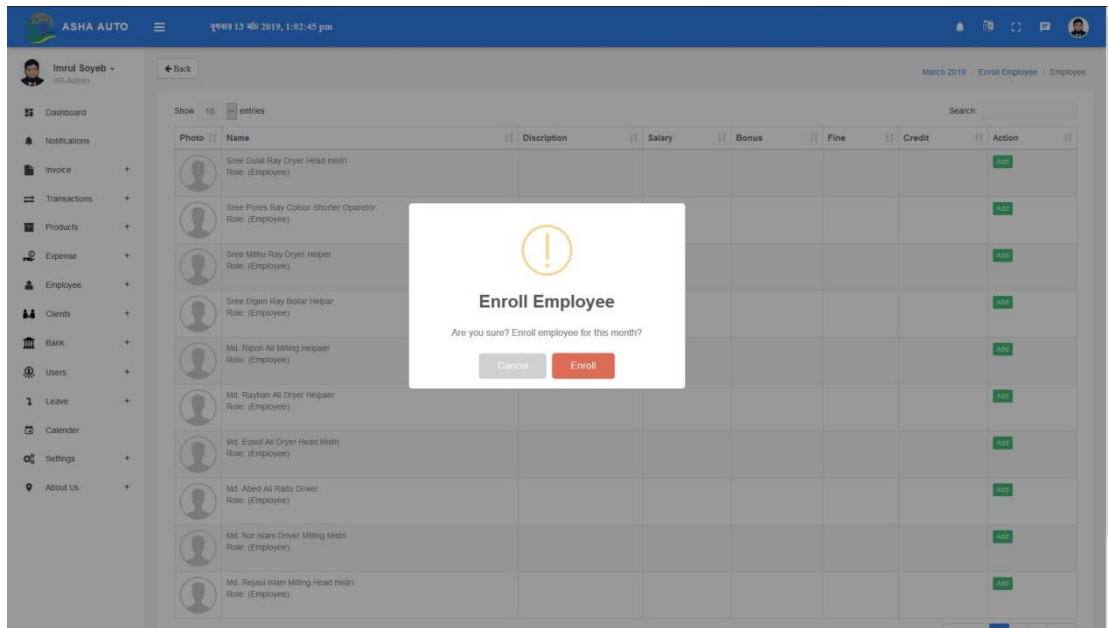 ASHA AUTO
বুধবার 13 মার্চ 2019, 1:02:45 pm
Imrul Soyeb
HR-Admin
Back
March 2019 Enroll Employee Employee
Dashboard
Notifications
Invoice +
Transactions +
Products +
Expense +
Employee +
Clients +
Bank +
Users +
Leave +
Calender
Settings +
About Us +
Show 10 entries
Search:
Photo Name Discription Salary Bonus Fine Credit Action
Sree Dulal Ray Dryer Head mistri
Role: (Employee)
Add
Sree Pores Ray Colour Shorter Oparetor
Role: (Employee)
Add
Sree Mithu Ray Dryer Helper
Role: (Employee)
Add
Sree Digen Ray Boilar Helpar
Role: (Employee)
Add
Md. Ripon Ali Milling Helpaer
Role: (Employee)
Add
Md. Rayhan Ali Dryer Helpaer
Role: (Employee)
Add
Md. Eusuf Ali Dryer Head Mistri
Role: (Employee)
Add
Md. Abed Ali Raitu Driver
Role: (Employee)
Add
Md. Nur Islam Driver Miling Mistri
Role: (Employee)
Add
Md. Rejaul Islam Milling Head mistri
Role: (Employee)
Add
Enroll Employee
Are you sure? Enroll employee for this month?
Cancel Enroll